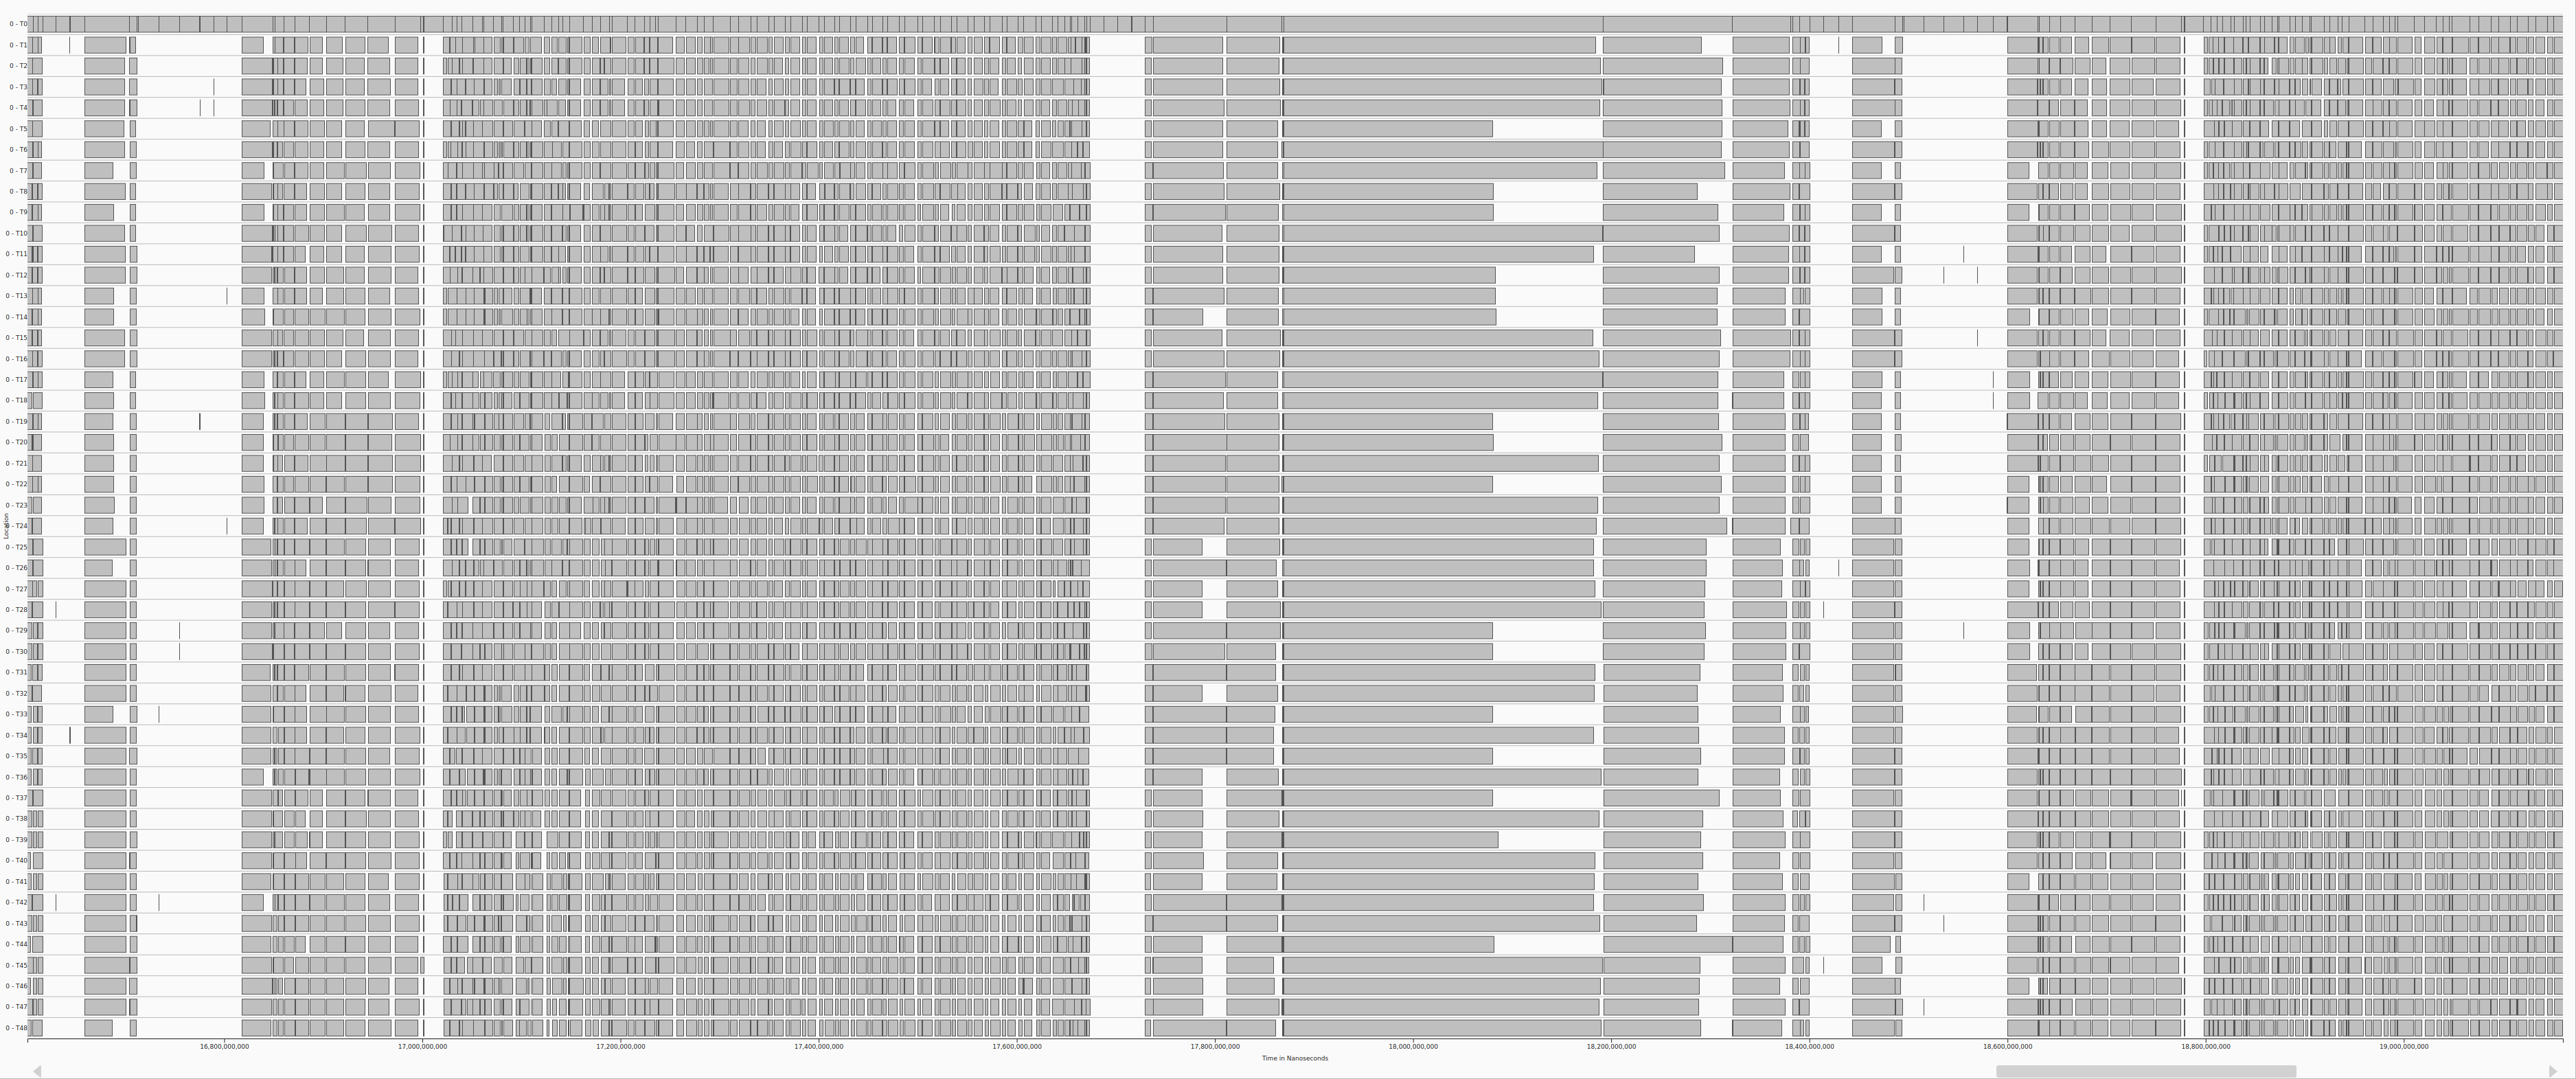 0 - T0
0 - T1
0 - T2
0 - T3
0 - T4
0 - T5
0 - T6
0 - T7
0 - T8
0 - T9
0 - T10
0 - T11
0 - T12
0 - T13
0 - T14
0 - T15
0 - T16
0 - T17
0 - T18
0 - T19
0 - T20
0 - T21
0 - T22
0 - T23
Location
0 - T24
0 - T25
0 - T26
0 - T27
0 - T28
0 - T29
0 - T30
0 - T31
0 - T32
0 - T33
0 - T34
0 - T35
0 - T36
0 - T37
0 - T38
0 - T39
0 - T40
0 - T41
0 - T42
0 - T43
0 - T44
0 - T45
0 - T46
0 - T47
0 - T48
16,800,000,000 17,000,000,000 17,200,000,000 17,400,000,000 17,600,000,000 17,800,000,000 18,000,000,000 18,200,000,000 18,400,000,000 18,600,000,000 18,800,000,000 19,000,000,000
Time in Nanoseconds